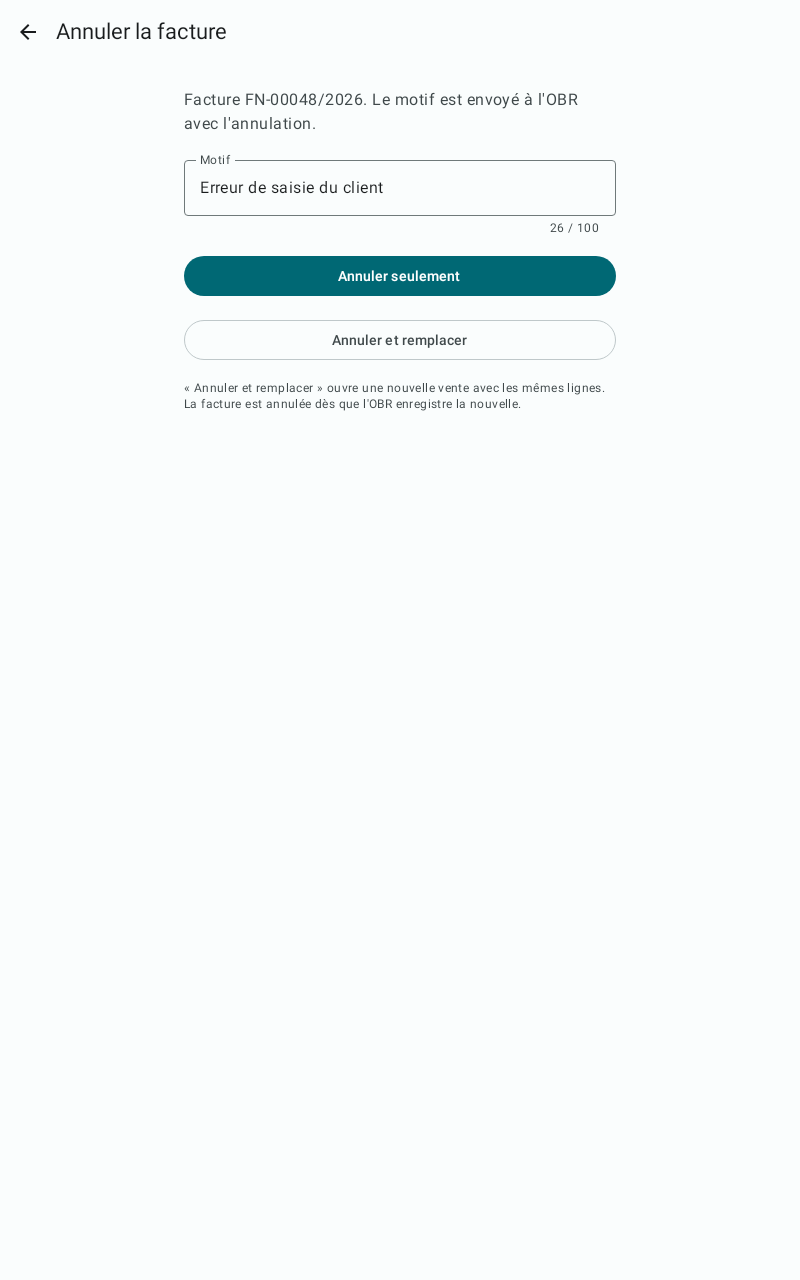 Annuler la facture
Facture FN-00048/2026. Le motif est envoyé à l'OBR
avec l'annulation.
Motif
Erreur de saisie du client
26 / 100
Annuler seulement
Annuler et remplacer
« Annuler et remplacer » ouvre une nouvelle vente avec les mêmes lignes.
La facture est annulée dès que l'OBR enregistre la nouvelle.